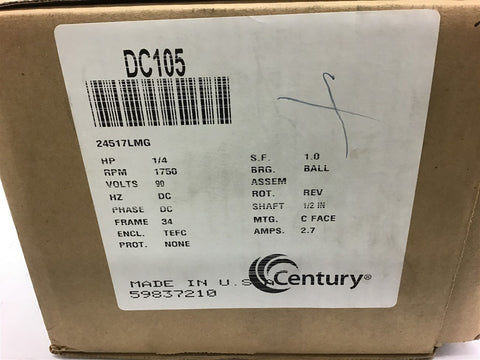 DC105
24517LMG
HP 1/4 S.F. 1.0
RPM 1750 BRG. BALL
VOLTS 90 ASSEM
HZ DC ROT. REV
PHASE DC SHAFT 1/2 IN
FRAME 34 MTG. C FACE
ENCL. TEFC AMPS. 2.7
PROT. NONE
MADE IN U.S.A
59837210
Century®